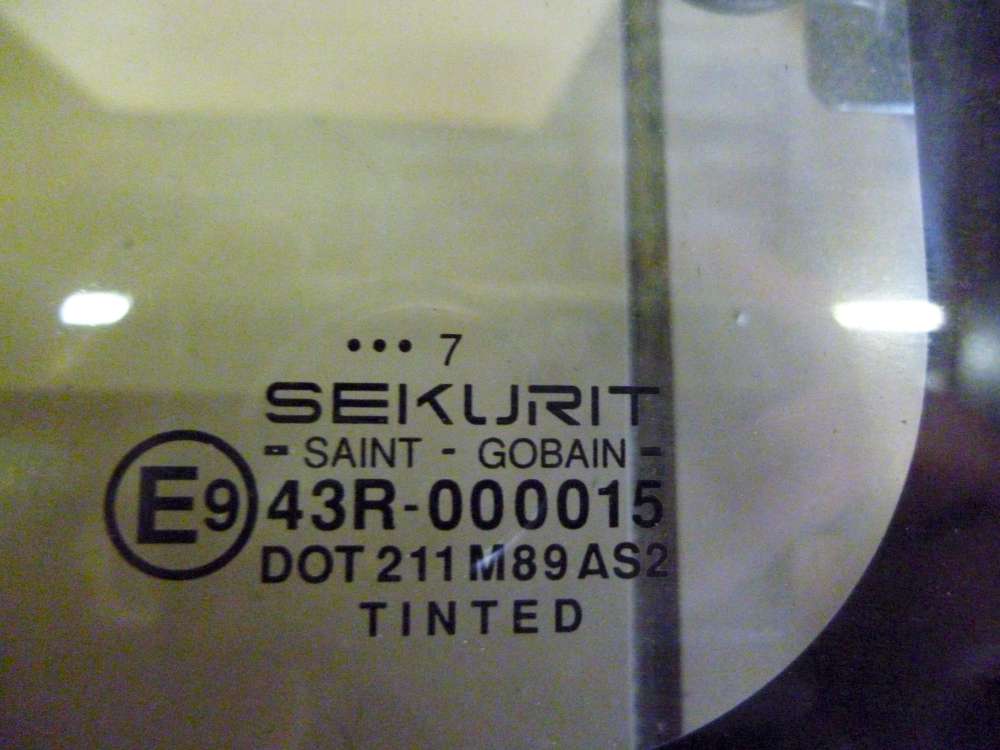 ••• 7
SEKURIT
- SAINT - GOBAIN -
E9 43R-000015
DOT 211 M89 AS2
TINTED